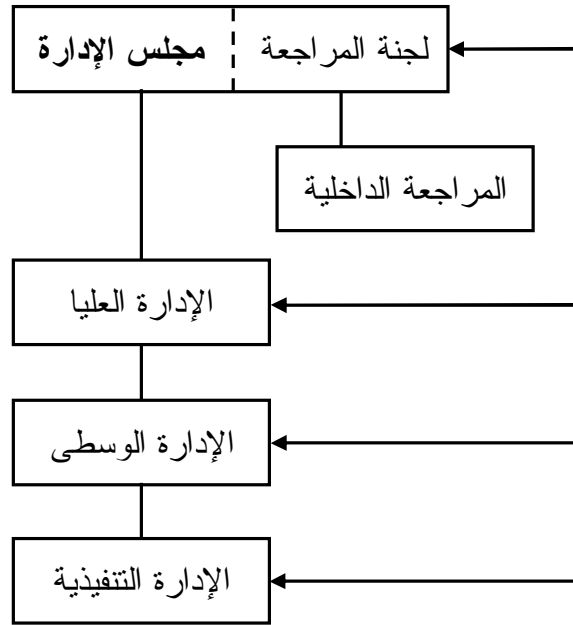 لجنة المراجعة
مجلس الإدارة
المراجعة الداخلية
الإدارة العليا
الإدارة الوسطى
الإدارة التنفيذية